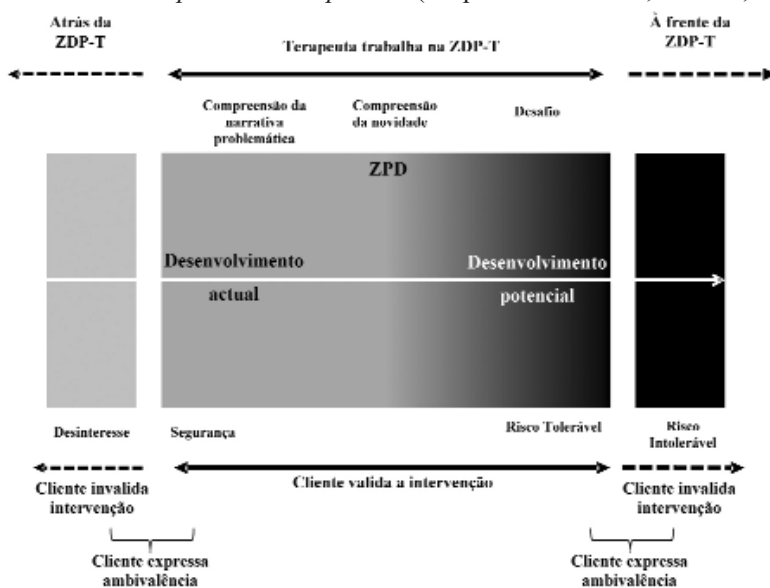 Atrás da
ZDP-T
Terapeuta trabalha na ZDP-T
À frente da
ZDP-T
Compreensão da
narrativa
problemática
Compreensão
da novidade
Desafio
ZPD
Desenvolvimento
actual
Desenvolvimento
potencial
Desinteresse
Segurança
Risco Tolerável
Risco
Intolerável
Cliente invalida
intervenção
Cliente valida a intervenção
Cliente invalida
intervenção
Cliente expressa
ambivalência
Cliente expressa
ambivalência